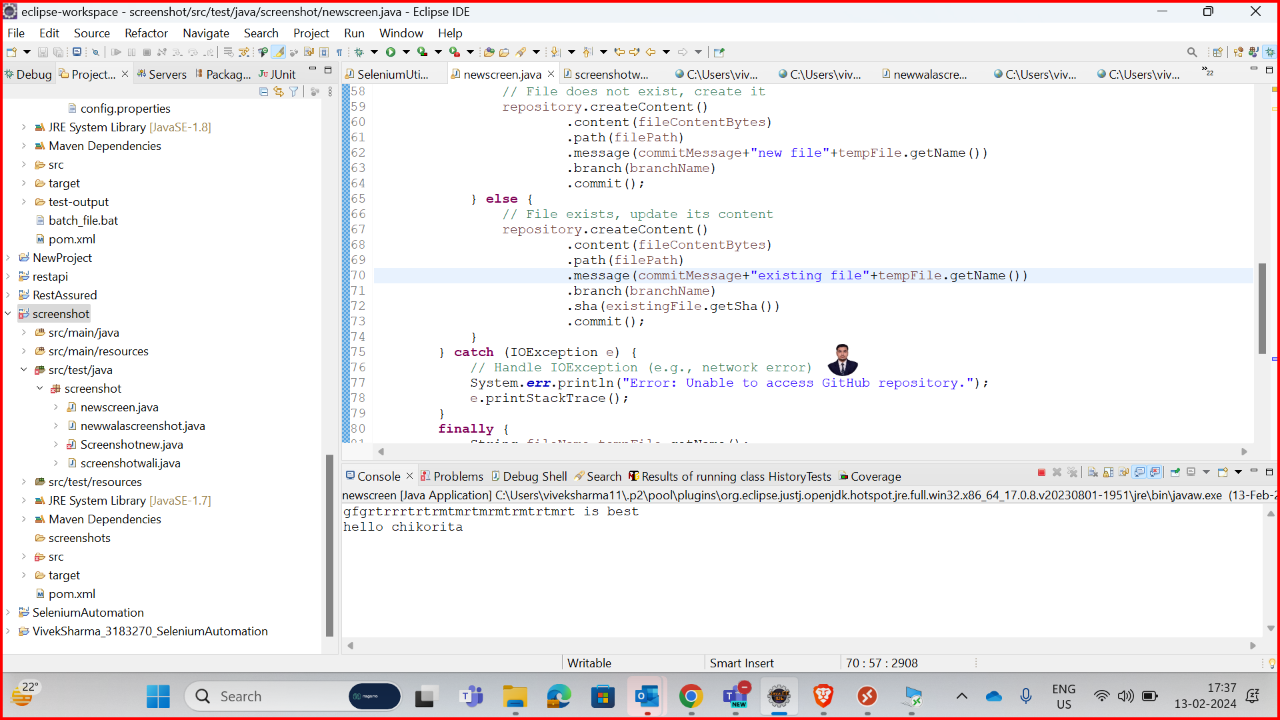 eclipse-workspace - screenshot/src/test/java/screenshot/newscreen.java - Eclipse IDE
File Edit Source Refactor Navigate Search Project Run Window Help
Debug Project... Servers Packag... JUnit
SeleniumUti... newscreen.java screenshotw... C:\Users\viv... C:\Users\viv... newwalascre... C:\Users\viv... C:\Users\viv... »22
config.properties
JRE System Library [JavaSE-1.8]
Maven Dependencies
src
target
test-output
batch_file.bat
pom.xml
NewProject
restapi
RestAssured
screenshot
src/main/java
src/main/resources
src/test/java
screenshot
newscreen.java
newwalascreenshot.java
Screenshotnew.java
screenshotwali.java
src/test/resources
JRE System Library [JavaSE-1.7]
Maven Dependencies
screenshots
src
target
pom.xml
SeleniumAutomation
VivekSharma_3183270_SeleniumAutomation
58 // File does not exist, create it
59 repository.createContent()
60 .content(fileContentBytes)
61 .path(filePath)
62 .message(commitMessage+"new file"+tempFile.getName())
63 .branch(branchName)
64 .commit();
65 } else {
66 // File exists, update its content
67 repository.createContent()
68 .content(fileContentBytes)
69 .path(filePath)
70 .message(commitMessage+"existing file"+tempFile.getName())
71 .branch(branchName)
72 .sha(existingFile.getSha())
73 .commit();
74 }
75 } catch (IOException e) {
76 // Handle IOException (e.g., network error)
77 System.err.println("Error: Unable to access GitHub repository.");
78 e.printStackTrace();
79 }
80 finally {
Console Problems Debug Shell Search Results of running class HistoryTests Coverage
newscreen [Java Application] C:\Users\viveksharma11\.p2\pool\plugins\org.eclipse.justj.openjdk.hotspot.jre.full.win32.x86_64_17.0.8.v20230801-1951\jre\bin\javaw.exe (13-Feb-2
gfgrtrrrtrtrmtmrtmrmtrmtrtmrt is best
hello chikorita
Writable Smart Insert 70 : 57 : 2908
22°
Search
NEW
ENG
US
17:37
13-02-2024